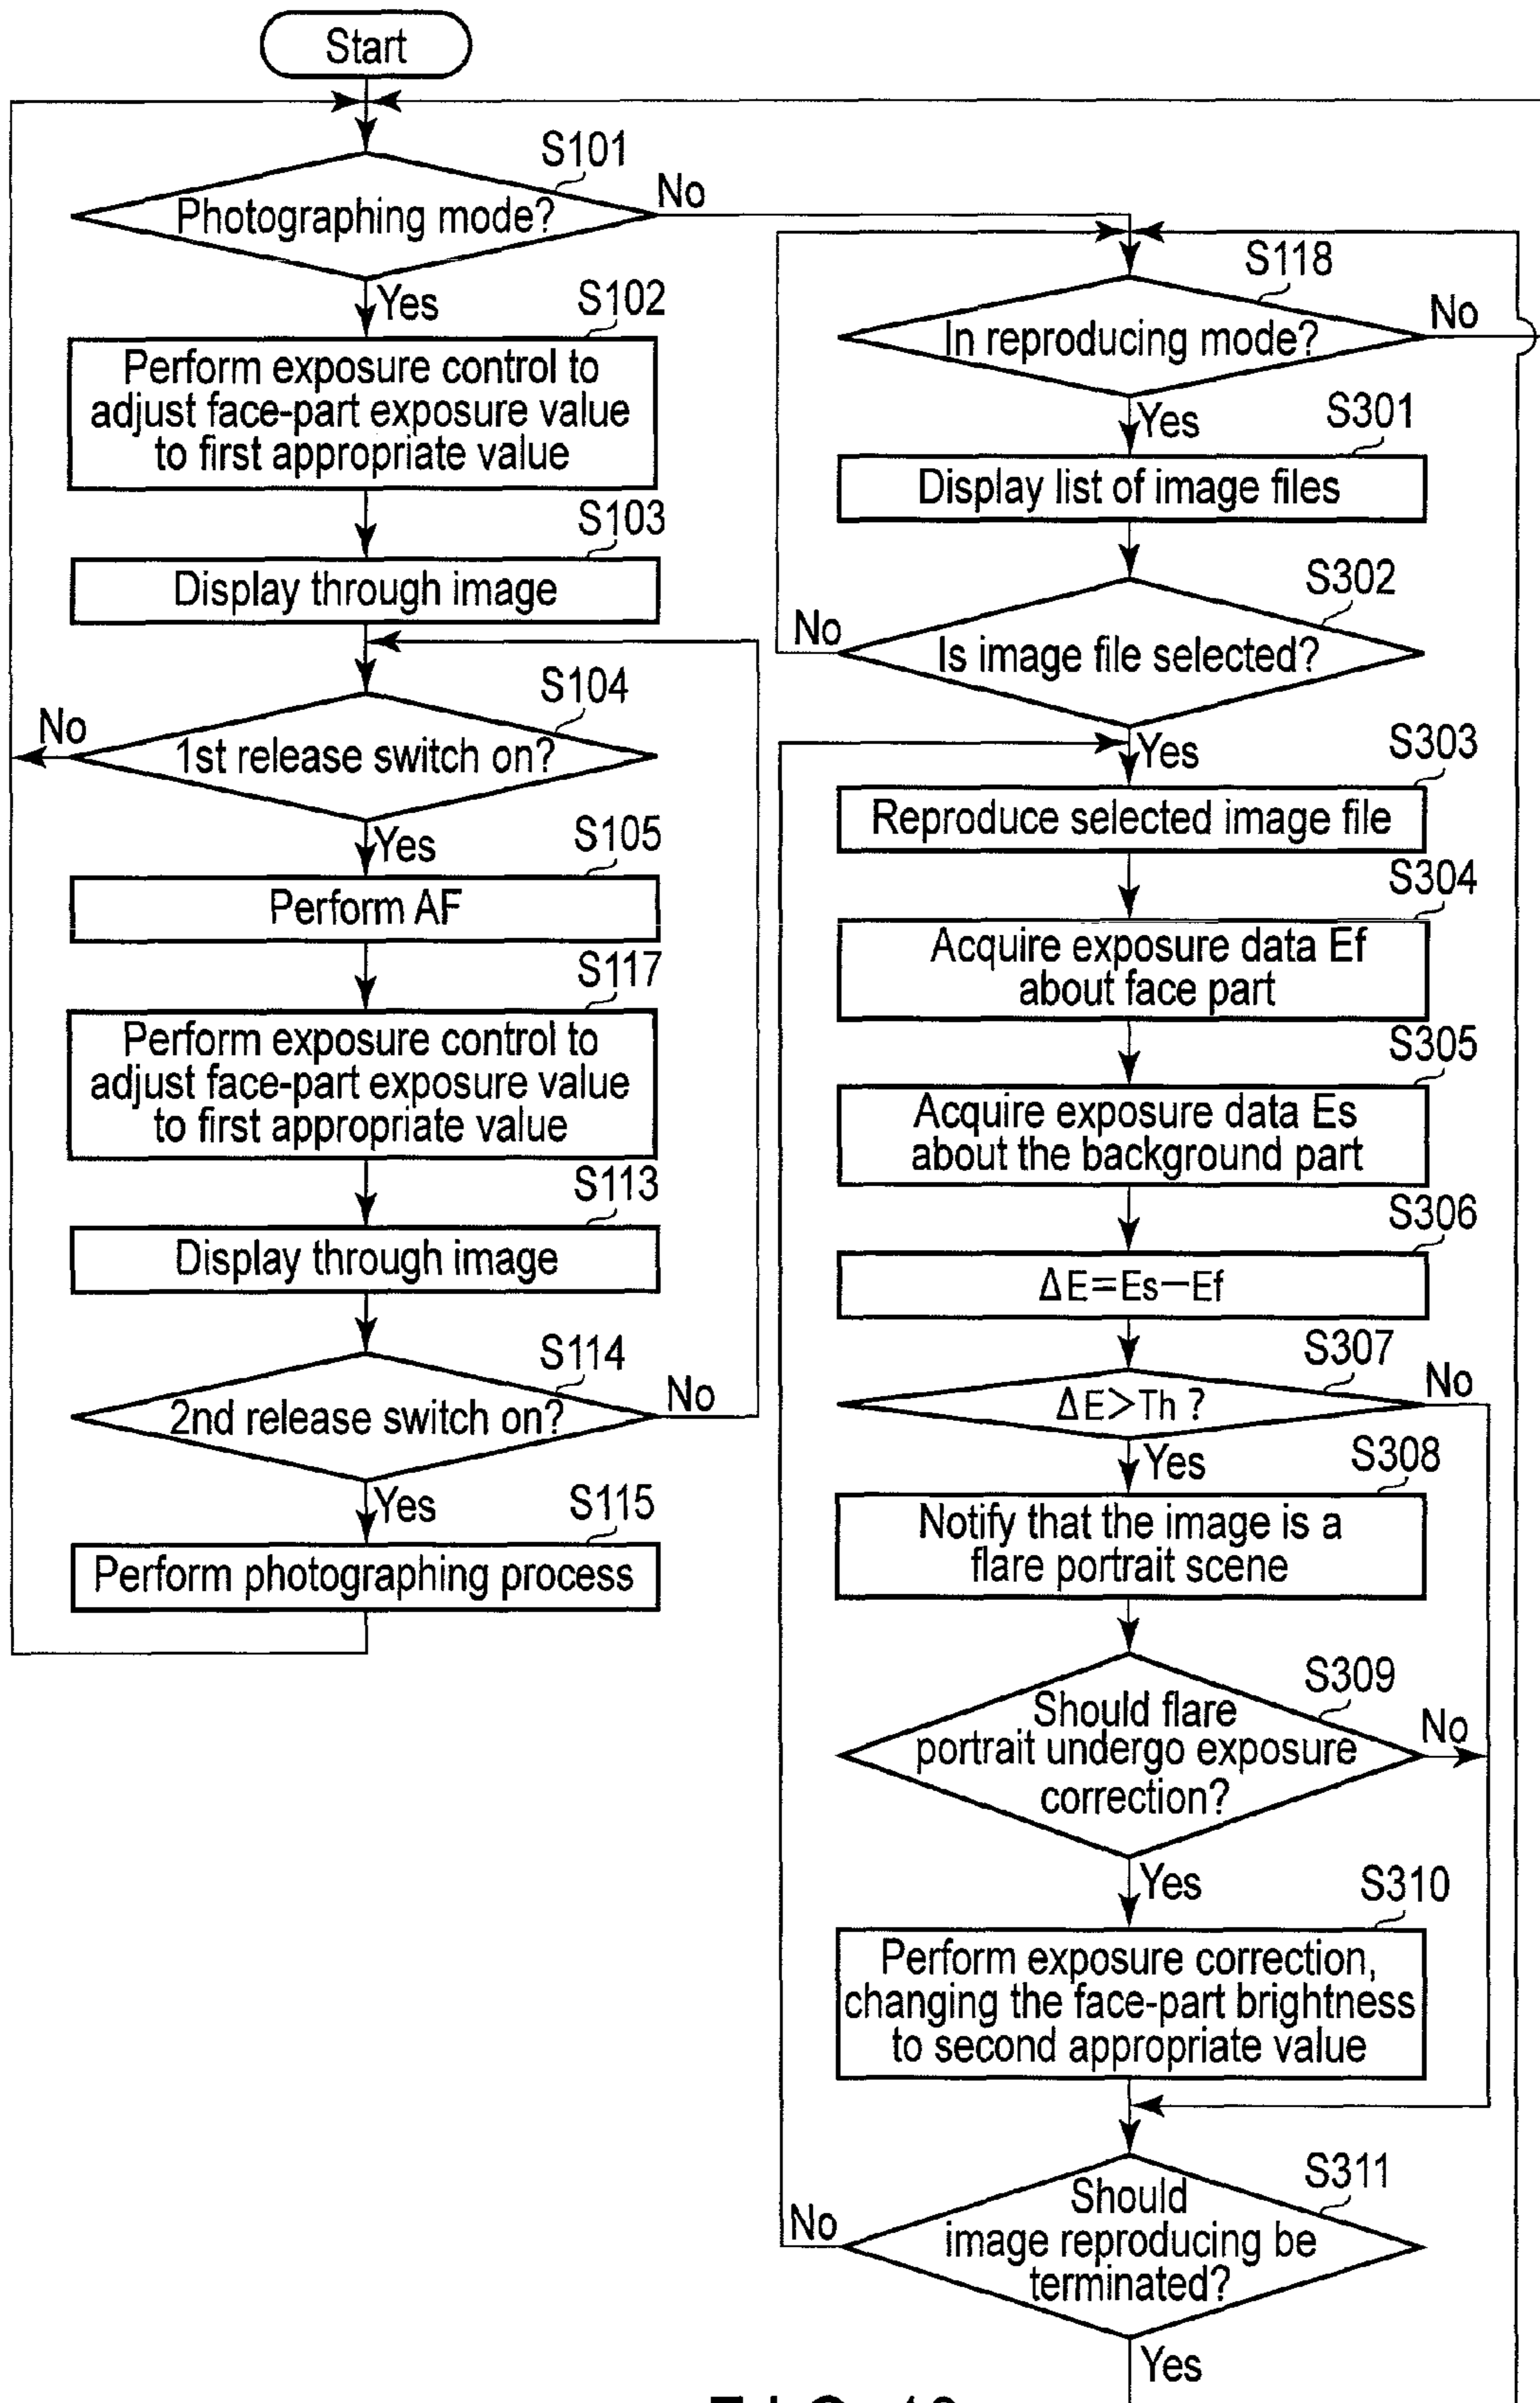 Start
S101
Photographing mode?
No
Yes
S102
Perform exposure control to
adjust face-part exposure value
to first appropriate value
S103
Display through image
S104
No
1st release switch on?
Yes
S105
Perform AF
S117
Perform exposure control to
adjust face-part exposure value
to first appropriate value
S113
Display through image
S114
2nd release switch on?
No
Yes
S115
Perform photographing process
S118
In reproducing mode?
No
Yes
S301
Display list of image files
S302
No
Is image file selected?
Yes
S303
Reproduce selected image file
S304
Acquire exposure data Ef
about face part
S305
Acquire exposure data Es
about the background part
S306
ΔE=Es−Ef
S307
ΔE>Th ?
No
Yes
S308
Notify that the image is a
flare portrait scene
S309
Should flare
portrait undergo exposure
correction?
No
Yes
S310
Perform exposure correction,
changing the face-part brightness
to second appropriate value
S311
Should
image reproducing be
terminated?
No
Yes